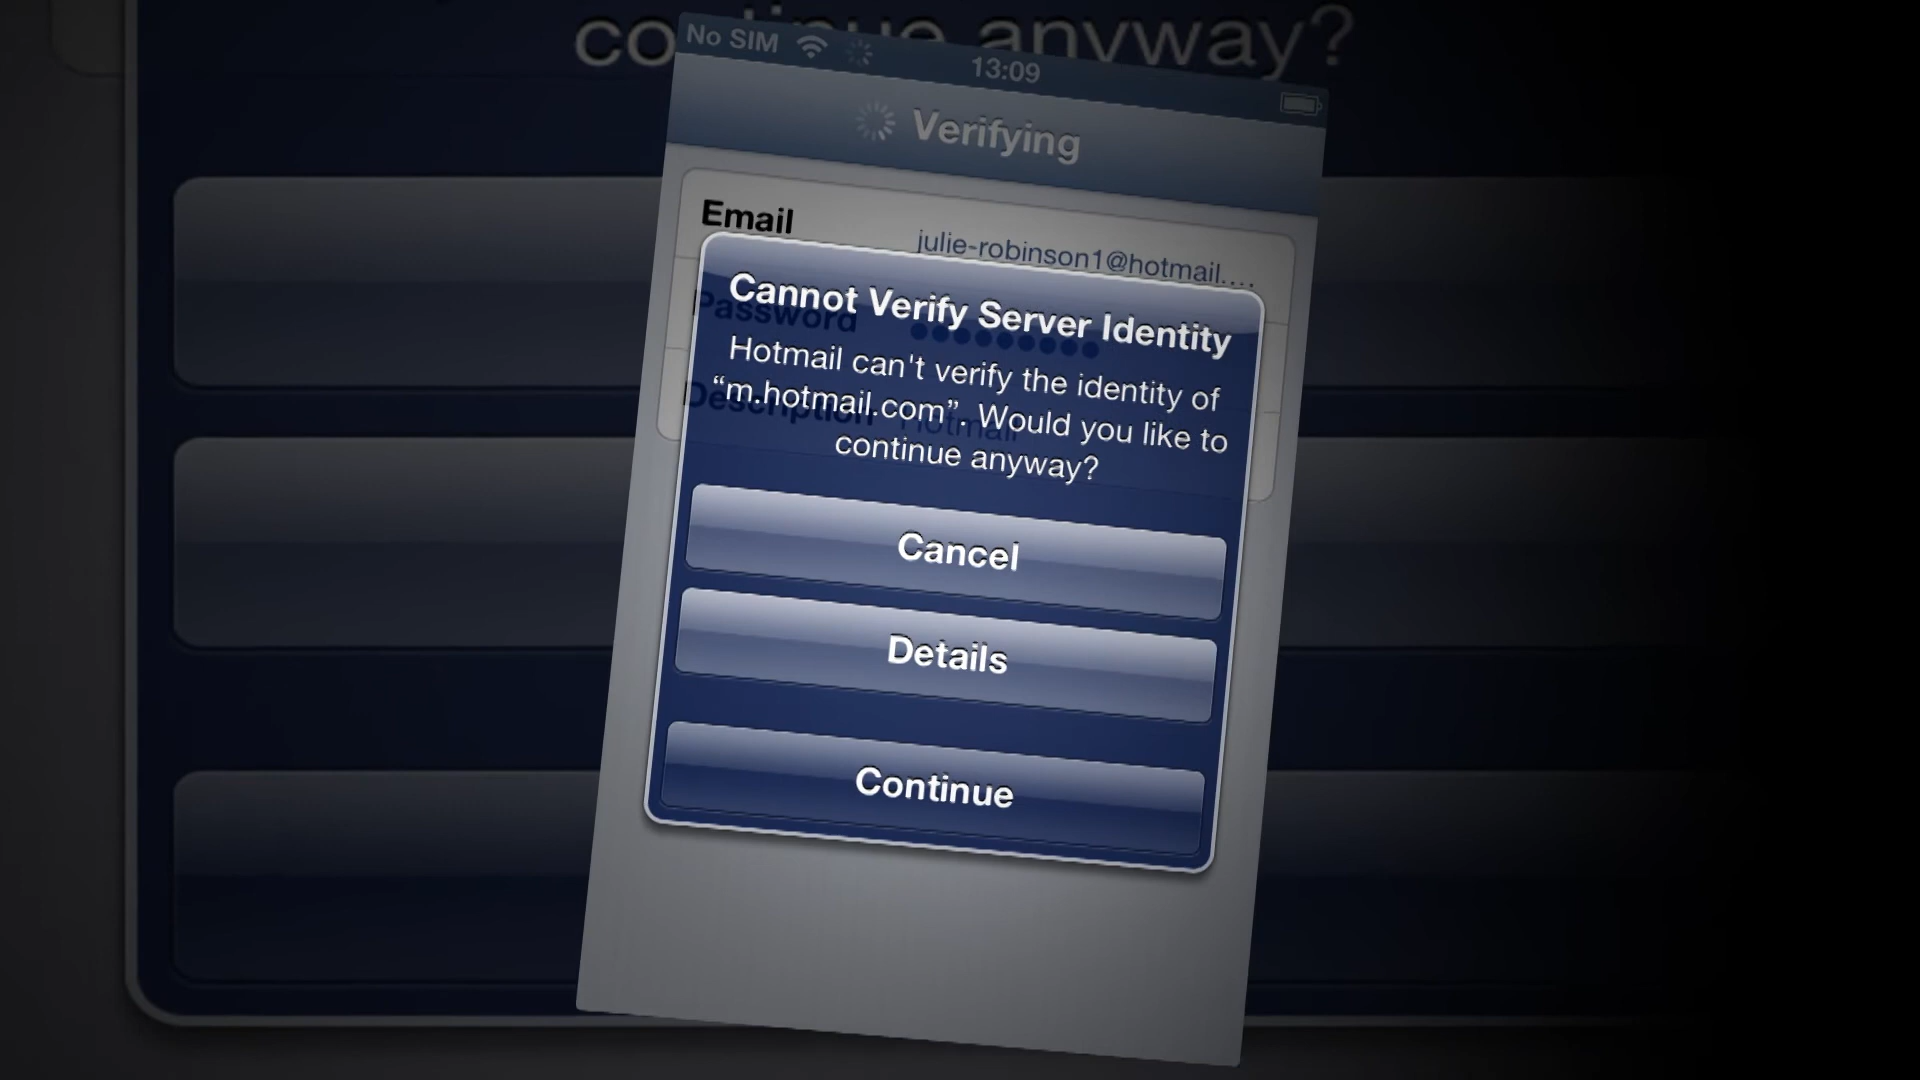 continue anyway?
No SIM
13:09
Verifying
Email
julie-robinson1@hotmail....
Cannot Verify Server Identity
Password
Hotmail can't verify the identity of
“m.hotmail.com”. Would you like to
continue anyway?
Description Hotmail
Cancel
Details
Continue